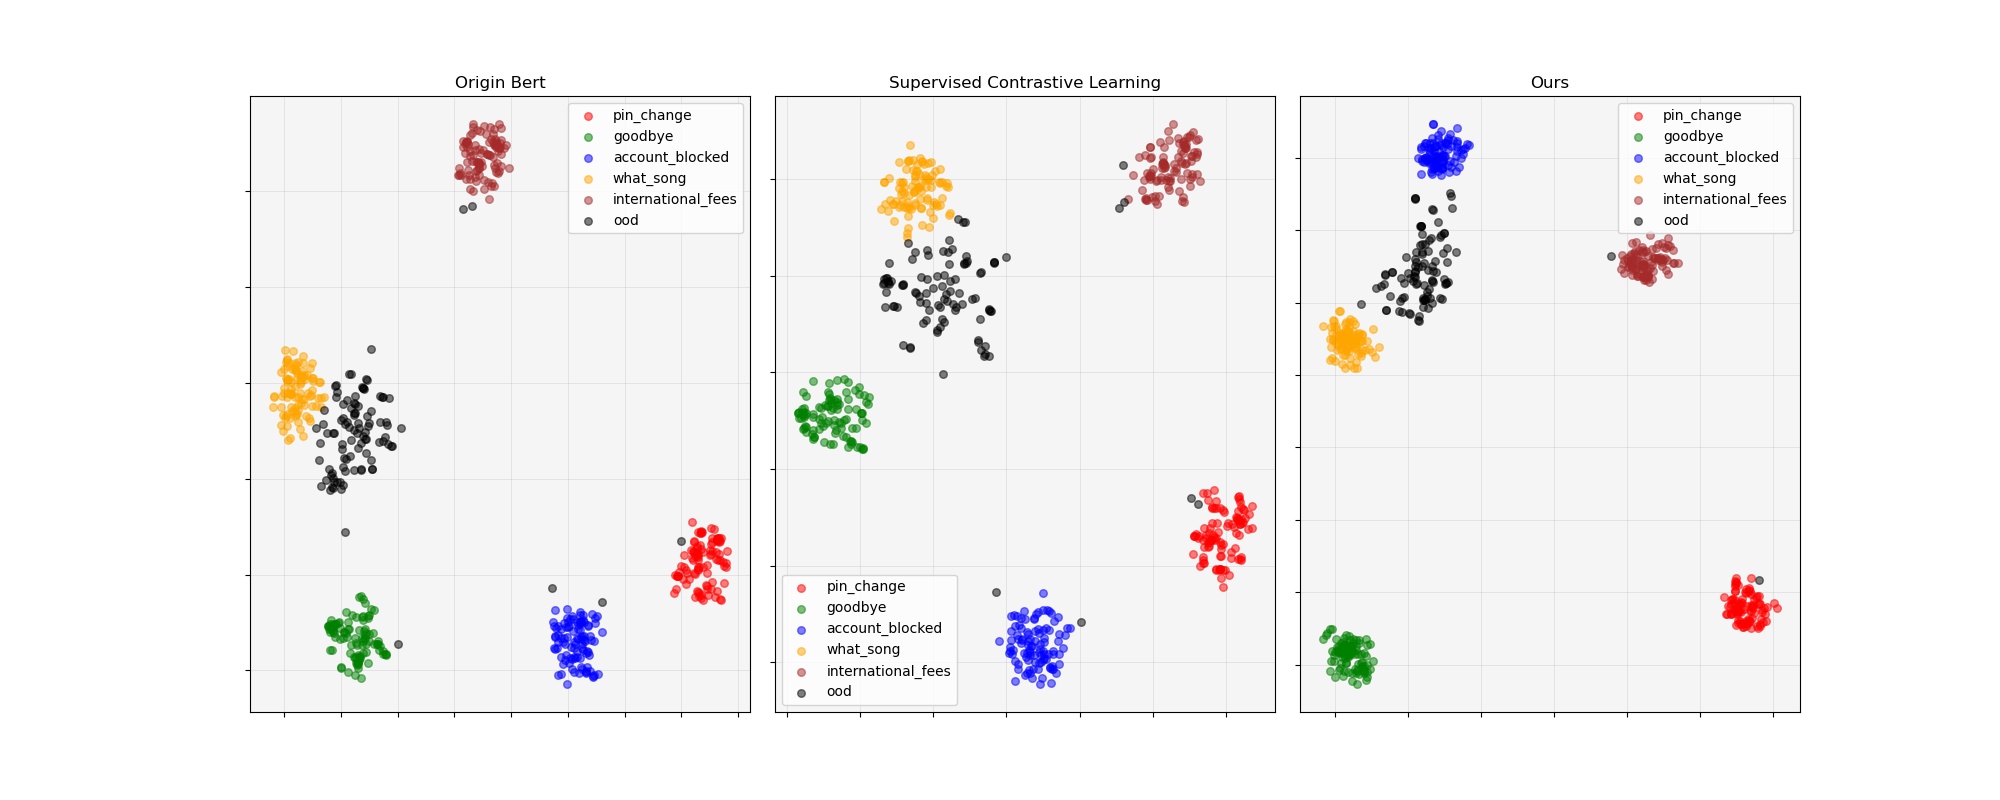 Origin Bert
pin_change
goodbye
account_blocked
what_song
international_fees
ood
Supervised Contrastive Learning
pin_change
goodbye
account_blocked
what_song
international_fees
ood
Ours
pin_change
goodbye
account_blocked
what_song
international_fees
ood